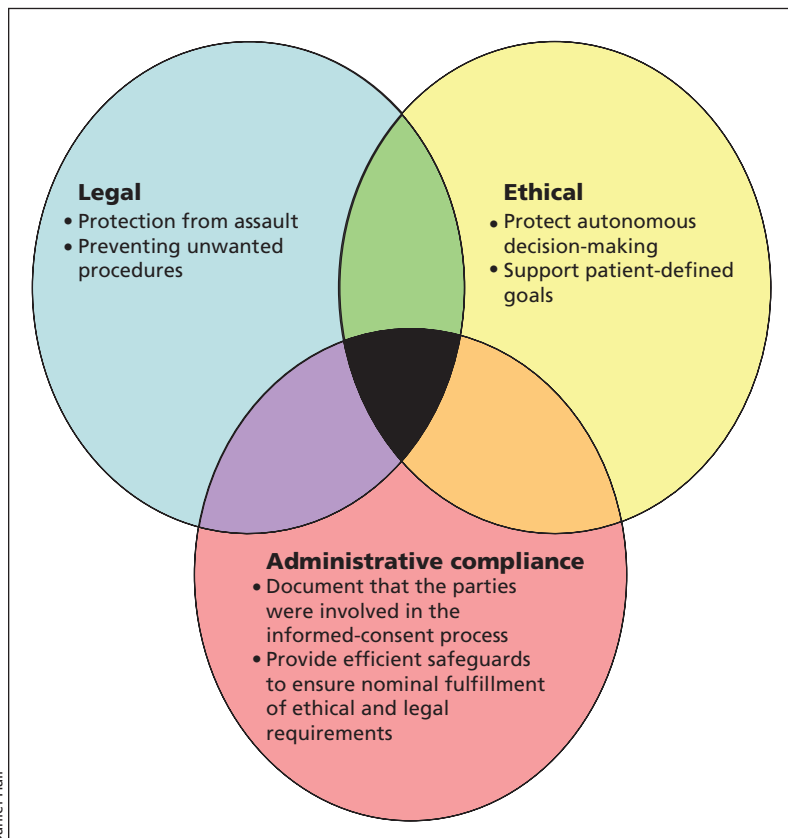 Legal
• Protection from assault
• Preventing unwanted
procedures
Ethical
• Protect autonomous
decision-making
• Support patient-defined
goals
Administrative compliance
• Document that the parties
were involved in the
informed-consent process
• Provide efficient safeguards
to ensure nominal fulfillment
of ethical and legal
requirements